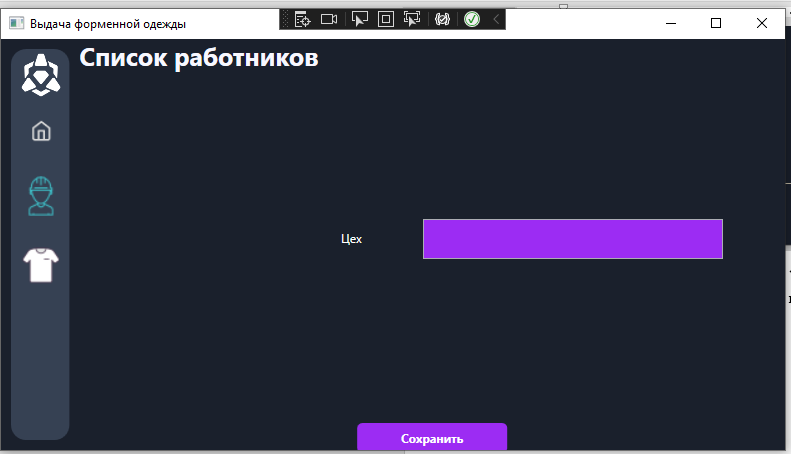 Выдача форменной одежды
Список работников
Цех
Сохранить